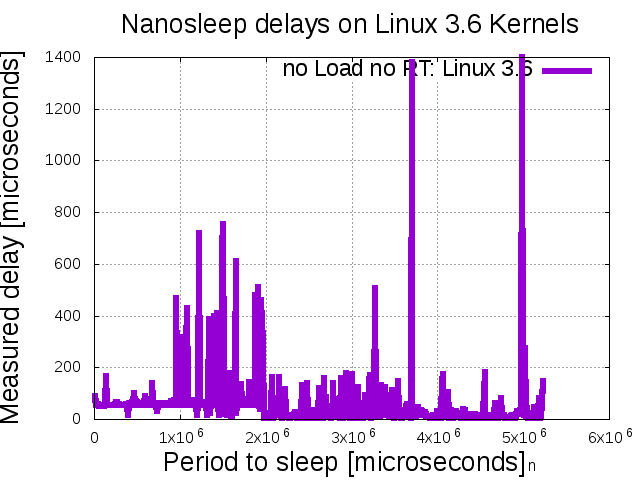 Nanosleep delays on Linux 3.6 Kernels
no Load no RT: Linux 3.6
Measured delay [microseconds]
1400
1200
1000
800
600
400
200
0
0 1x10^6 2x10^6 3x10^6 4x10^6 5x10^6 6x10^6
Period to sleep [microseconds]n